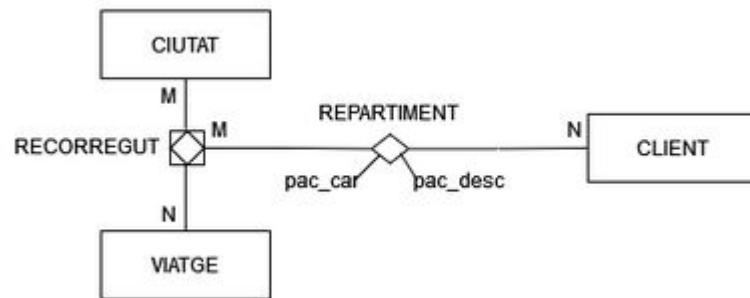 CIUTAT
M
REPARTIMENT
RECORREGUT
M
N
CLIENT
pac_car
pac_desc
N
VIATGE